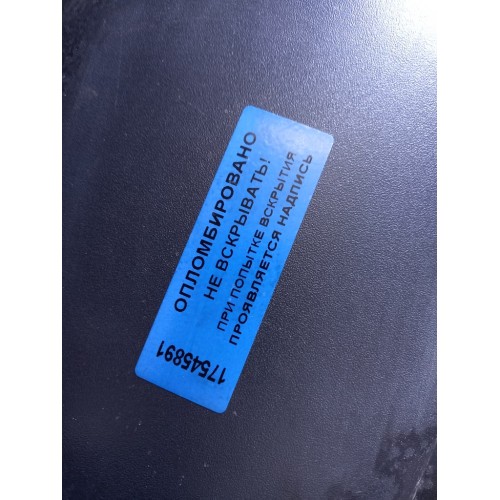 ОПЛОМБИРОВАНО
НЕ ВСКРЫВАТЬ!
ПРИ ПОПЫТКЕ ВСКРЫТИЯ
ПРОЯВЛЯЕТСЯ НАДПИСЬ
17545891